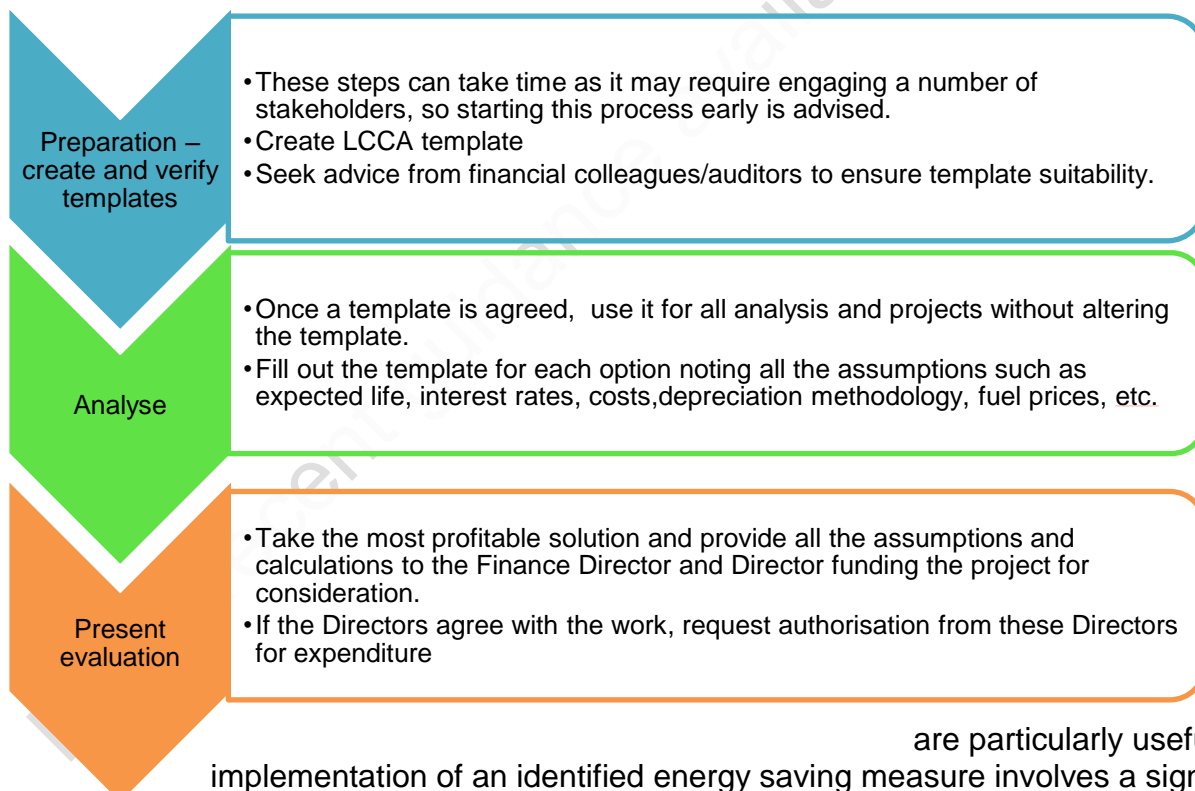 Preparation –
create and verify
templates
•These steps can take time as it may require engaging a number of
stakeholders, so starting this process early is advised.
•Create LCCA template
•Seek advice from financial colleagues/auditors to ensure template suitability.
Analyse
•Once a template is agreed,  use it for all analysis and projects without altering
the template.
•Fill out the template for each option noting all the assumptions such as
expected life, interest rates, costs,depreciation methodology, fuel prices, etc.
Present
evaluation
•Take the most profitable solution and provide all the assumptions and
calculations to the Finance Director and Director funding the project for
consideration.
•If the Directors agree with the work, request authorisation from these Directors
for expenditure
are particularly
implementation of an identified energy saving measure involves a